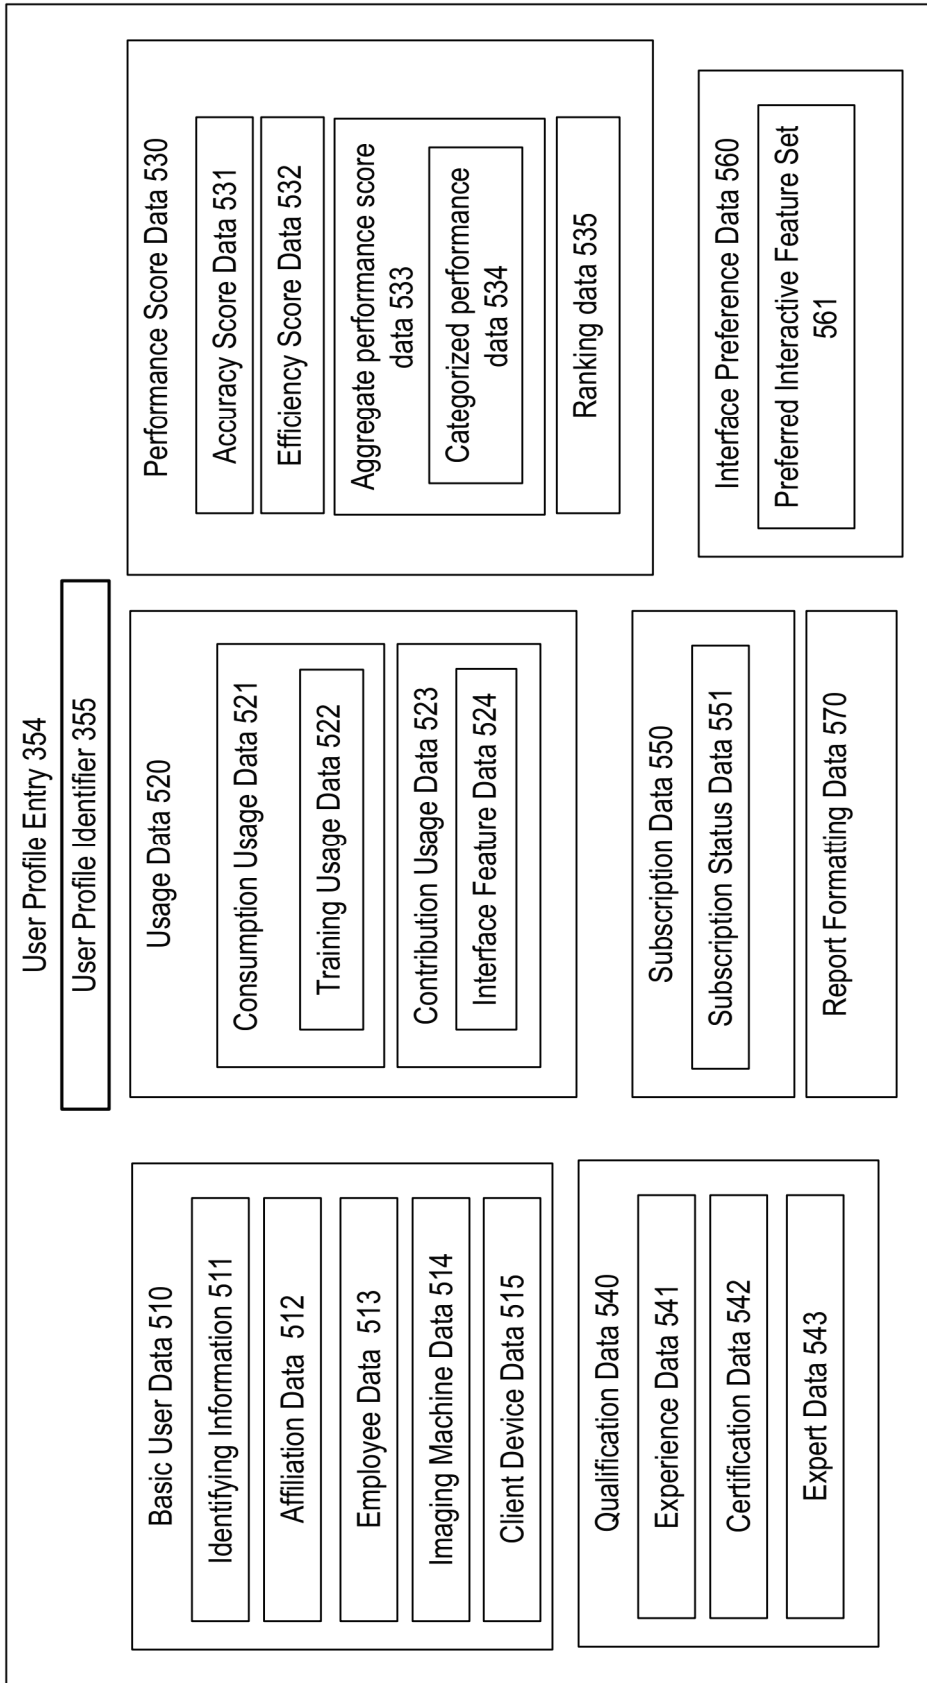 User Profile Entry 354
User Profile Identifier 355
Basic User Data 510
Identifying Information 511
Affiliation Data 512
Employee Data 513
Imaging Machine Data 514
Client Device Data 515
Usage Data 520
Consumption Usage Data 521
Training Usage Data 522
Contribution Usage Data 523
Interface Feature Data 524
Performance Score Data 530
Accuracy Score Data 531
Efficiency Score Data 532
Aggregate performance score
data 533
Categorized performance
data 534
Ranking data 535
Qualification Data 540
Experience Data 541
Certification Data 542
Expert Data 543
Subscription Data 550
Subscription Status Data 551
Report Formatting Data 570
Interface Preference Data 560
Preferred Interactive Feature Set
561